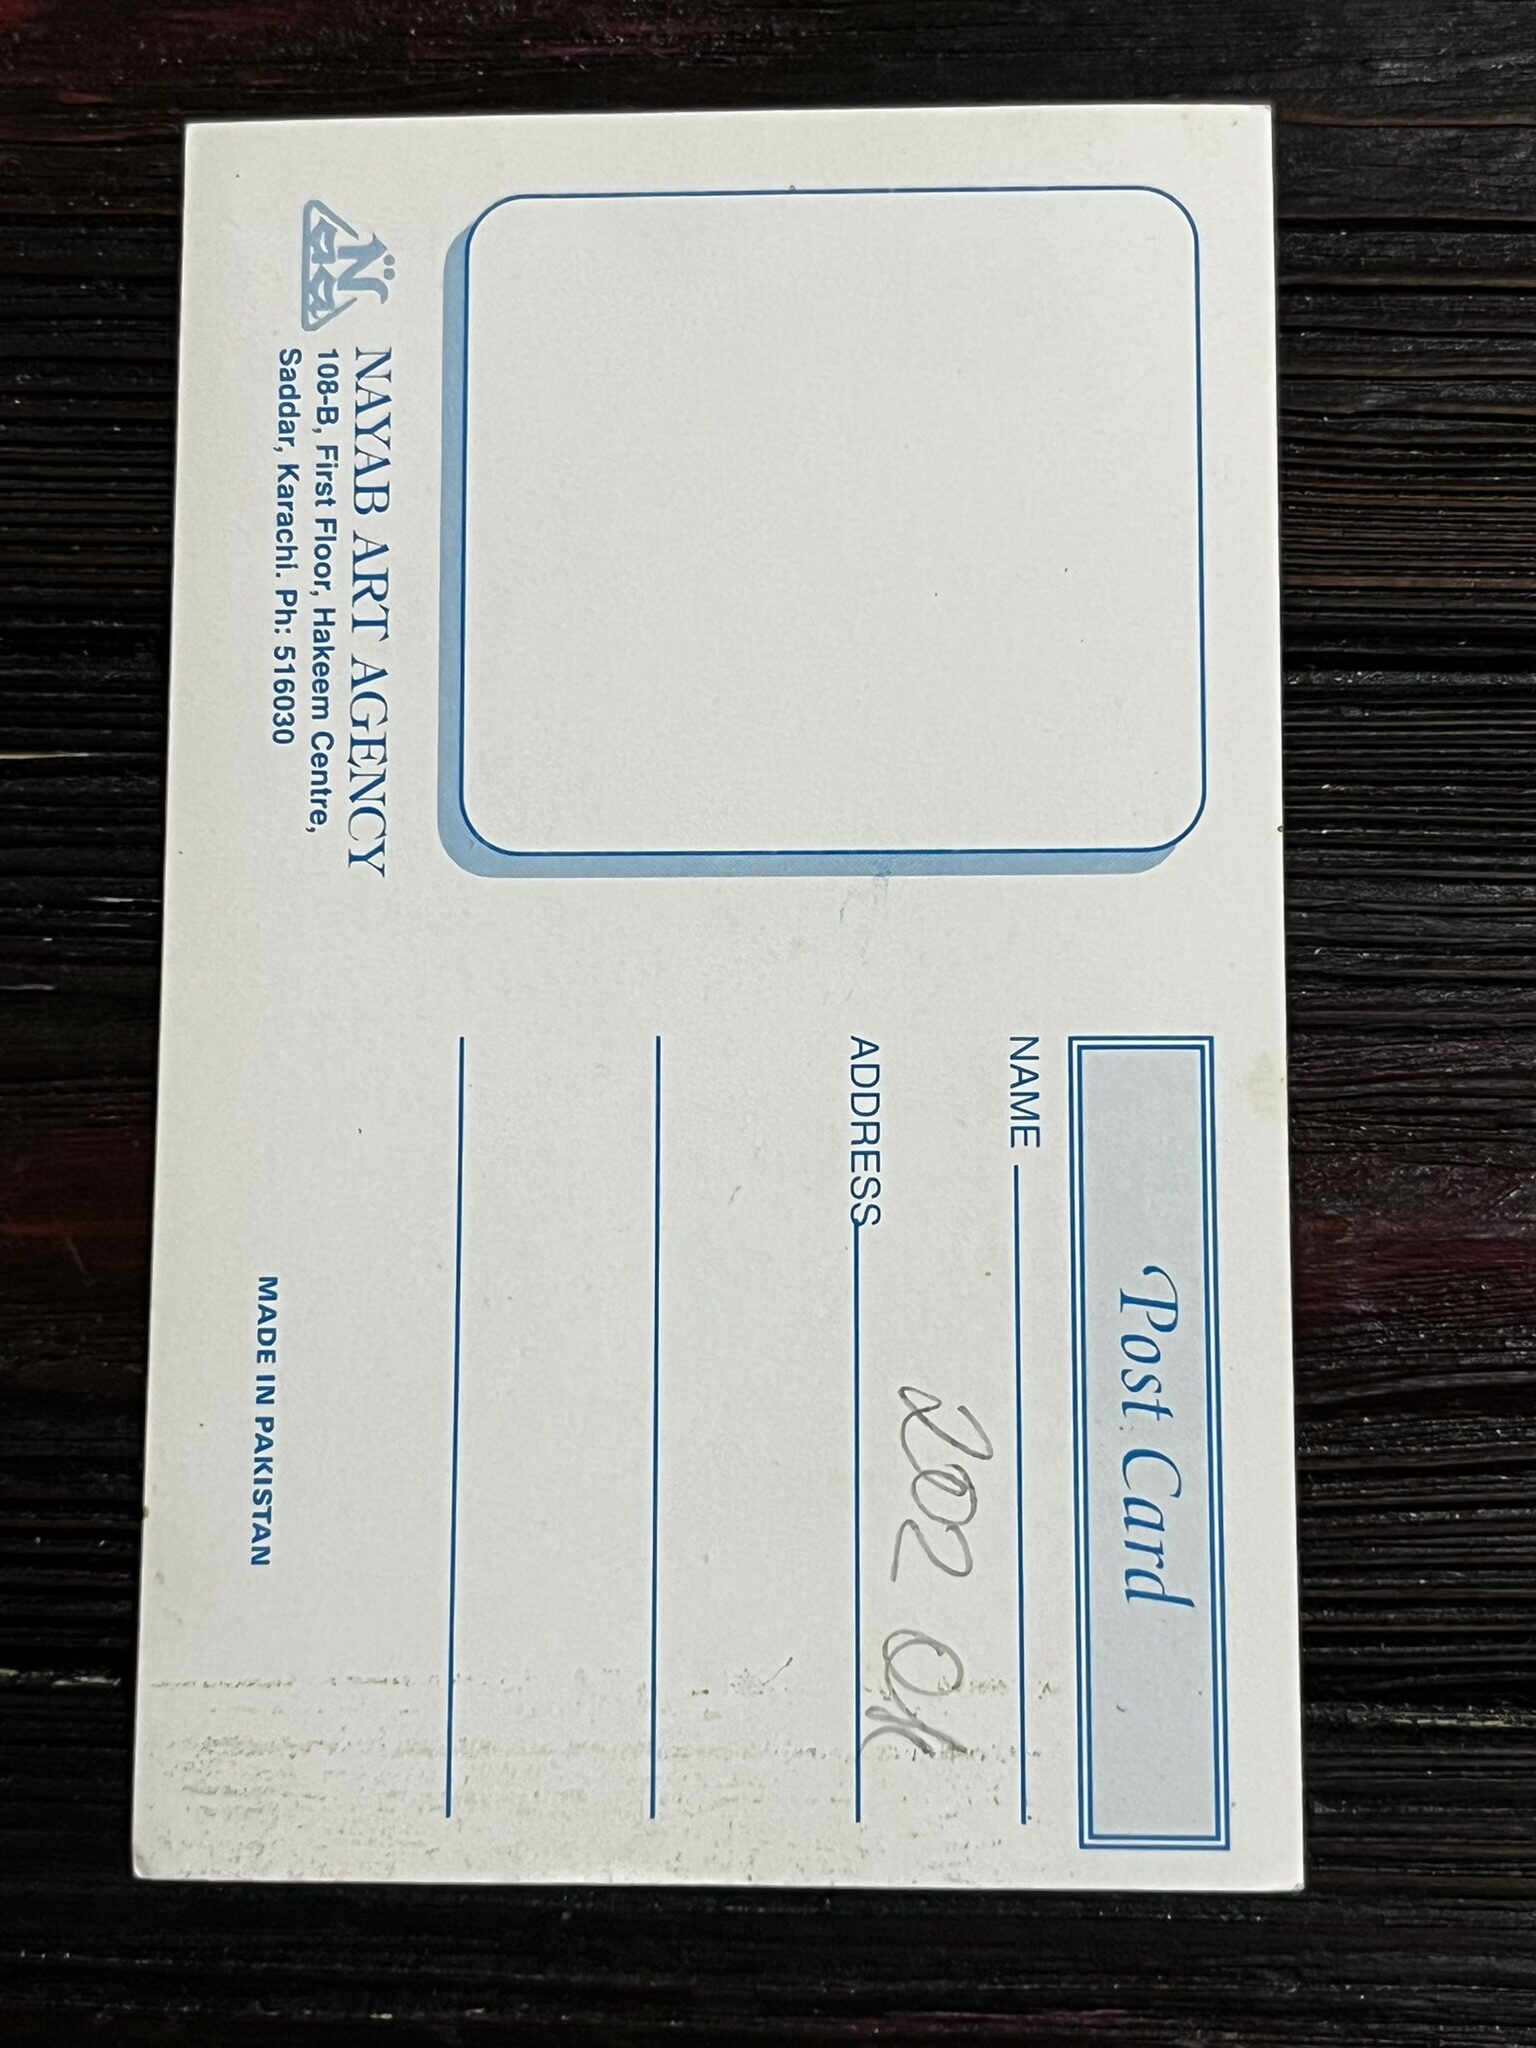 Post Card
NAME
202 OK
ADDRESS
NAYAB ART AGENCY
108-B, First Floor, Hakeem Centre,
Saddar, Karachi. Ph: 516030
MADE IN PAKISTAN